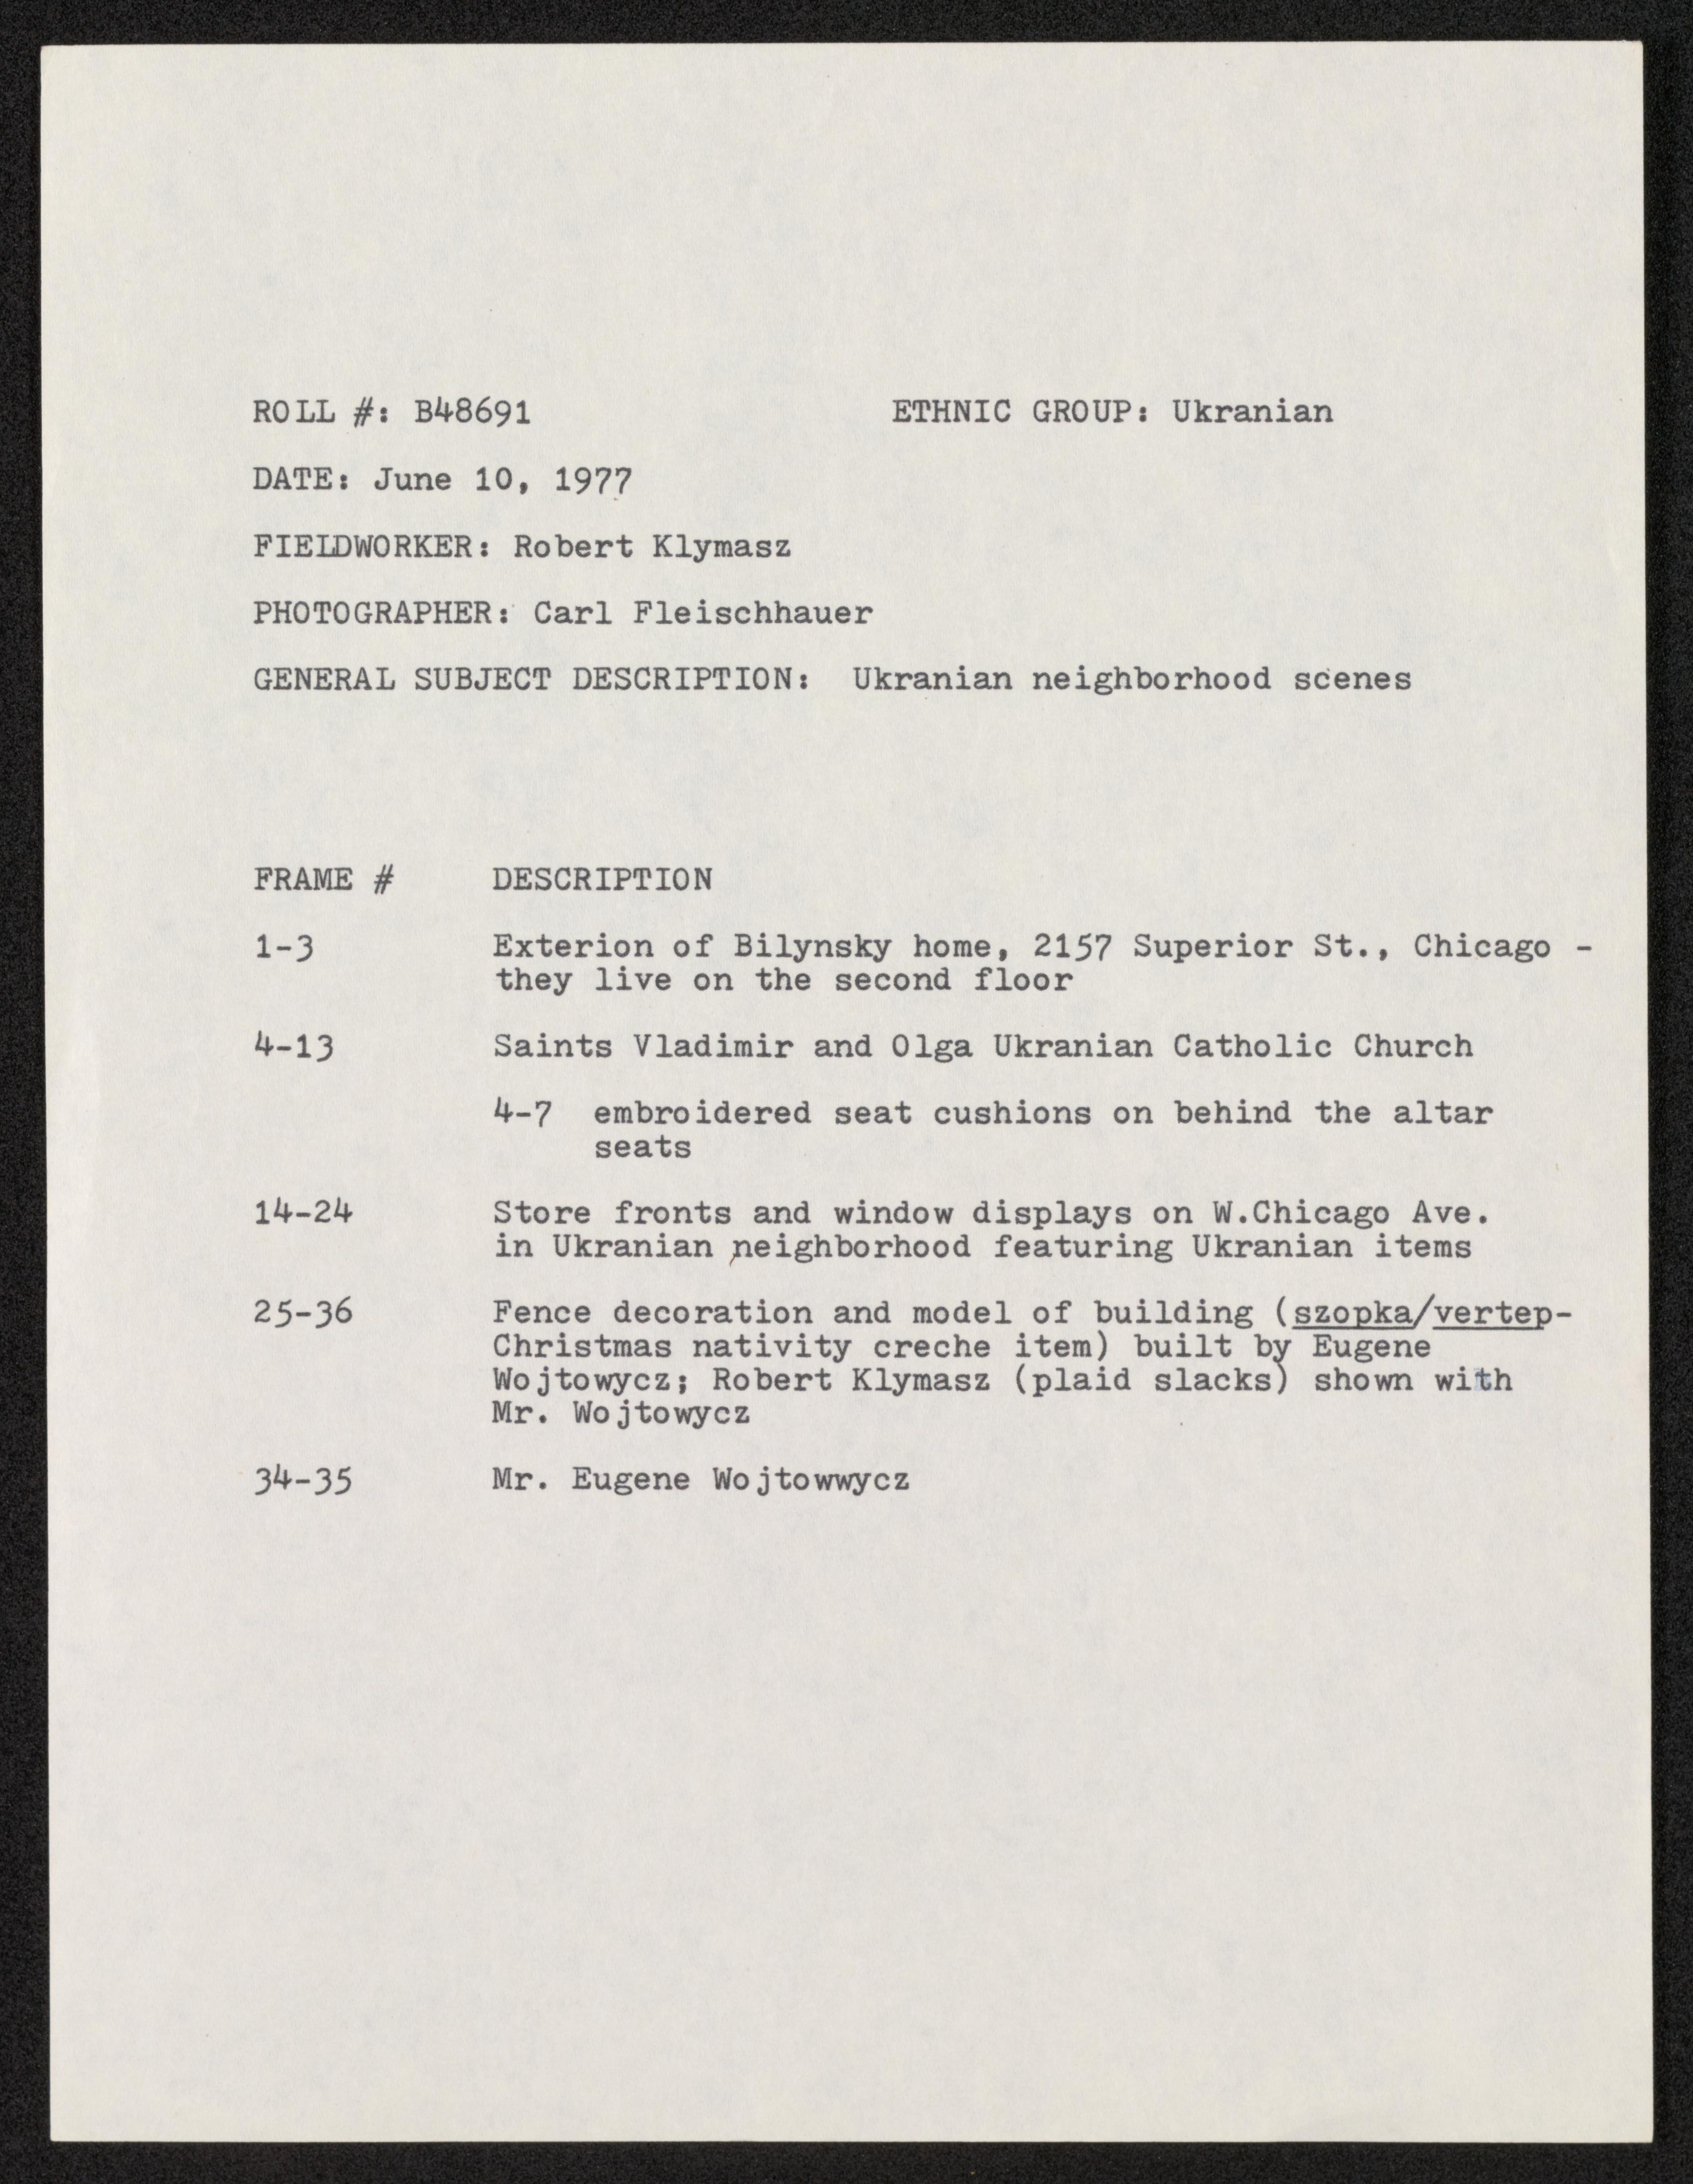 ROLL #: B48691 ETHNIC GROUP: Ukranian
DATE: June 10, 1977
FIELDWORKER: Robert Klymasz
PHOTOGRAPHER: Carl Fleischhauer
GENERAL SUBJECT DESCRIPTION: Ukranian neighborhood scenes
FRAME # DESCRIPTION
1-3 Exterion of Bilynsky home, 2157 Superior St., Chicago -
they live on the second floor
4-13 Saints Vladimir and Olga Ukranian Catholic Church
4-7 embroidered seat cushions on behind the altar
seats
14-24 Store fronts and window displays on W.Chicago Ave.
in Ukranian neighborhood featuring Ukranian items
25-36 Fence decoration and model of building (szopka/vertep-
Christmas nativity creche item) built by Eugene
Wojtowycz; Robert Klymasz (plaid slacks) shown with
Mr. Wojtowycz
34-35 Mr. Eugene Wojtowwycz